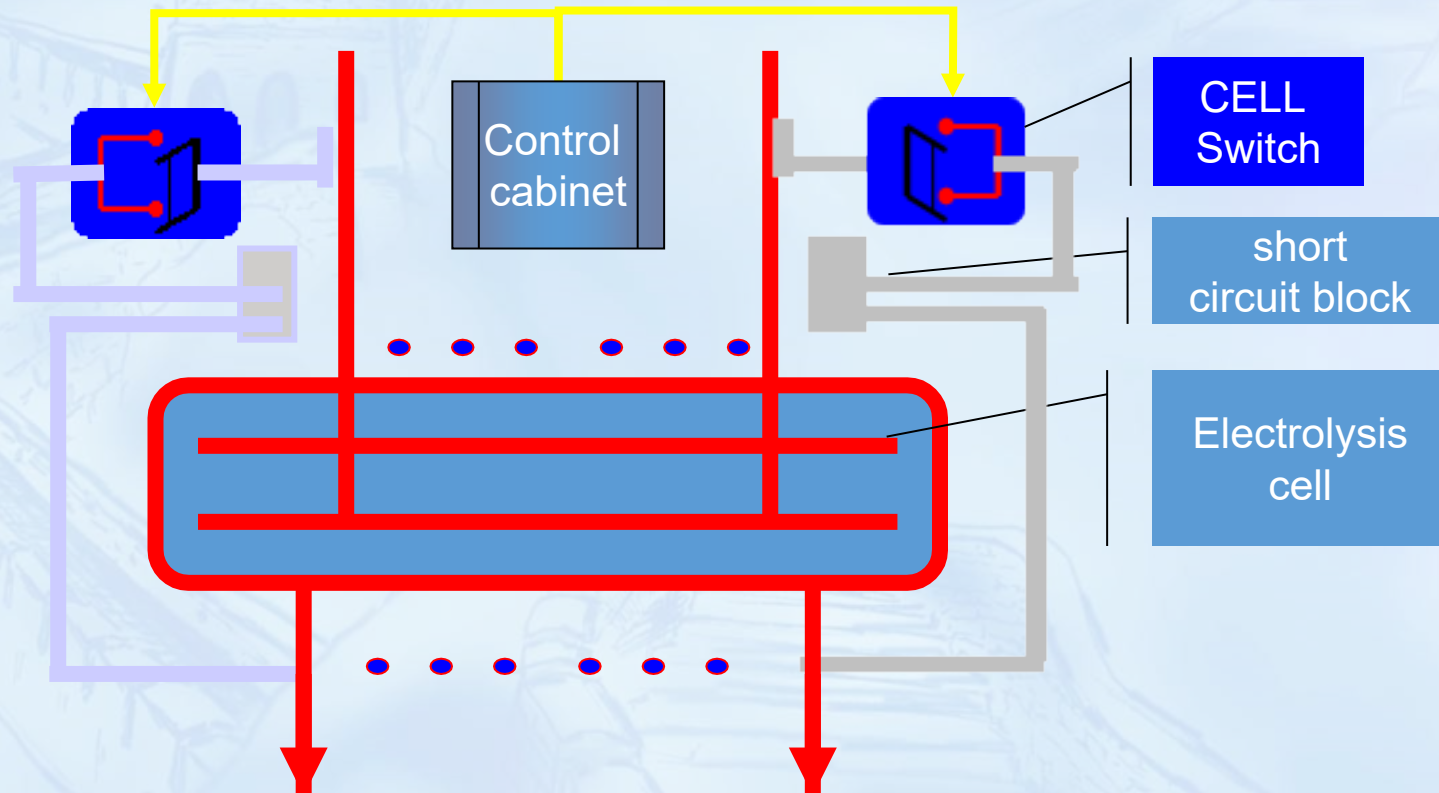 Control
cabinet
CELL
Switch
short
circuit block
Electrolysis
cell